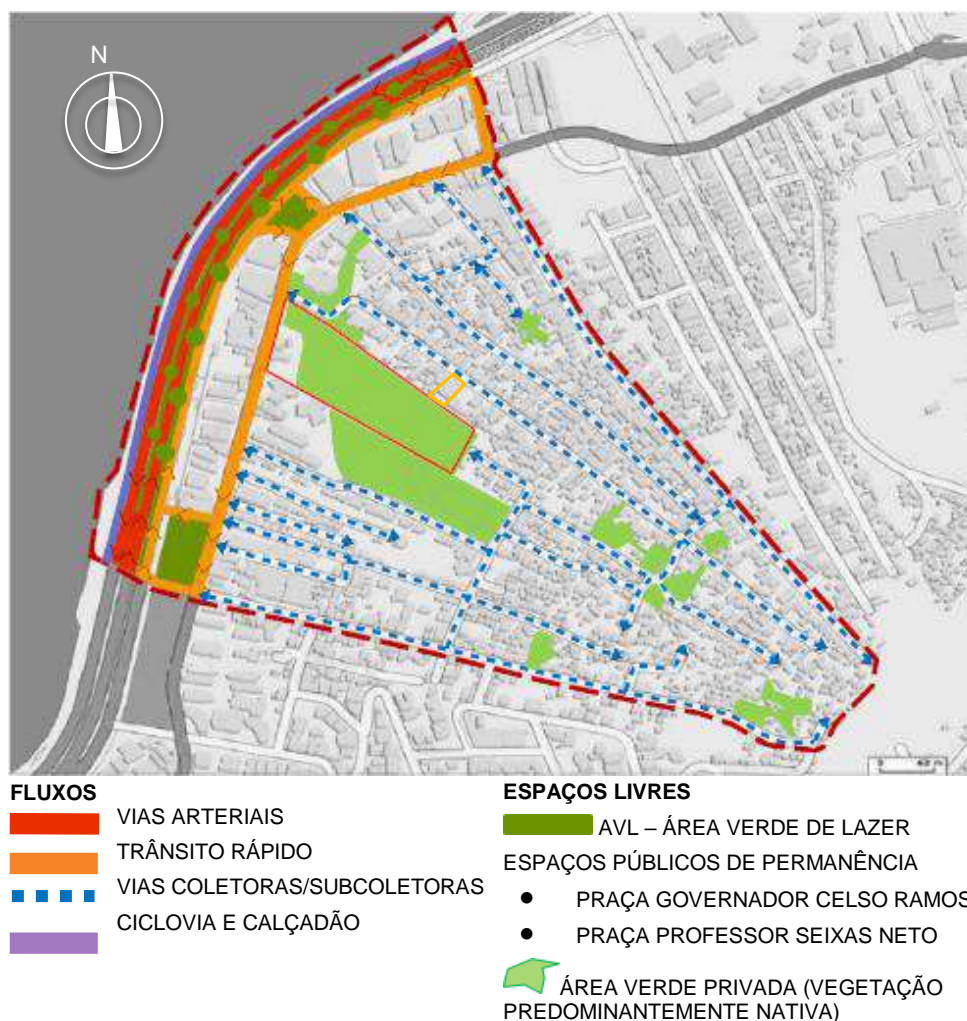 N
FLUXOS
VIAS ARTERIAIS
TRÂNSITO RÁPIDO
VIAS COLETORAS/SUBCOLETORAS
CICLOVIA E CALÇADÃO
ESPAÇOS LIVRES
AVL – ÁREA VERDE DE LAZER
ESPAÇOS PÚBLICOS DE PERMANÊNCIA
● PRAÇA GOVERNADOR CELSO RAMOS
● PRAÇA PROFESSOR SEIXAS NETO
ÁREA VERDE PRIVADA (VEGETAÇÃO
PREDOMINANTEMENTE NATIVA)